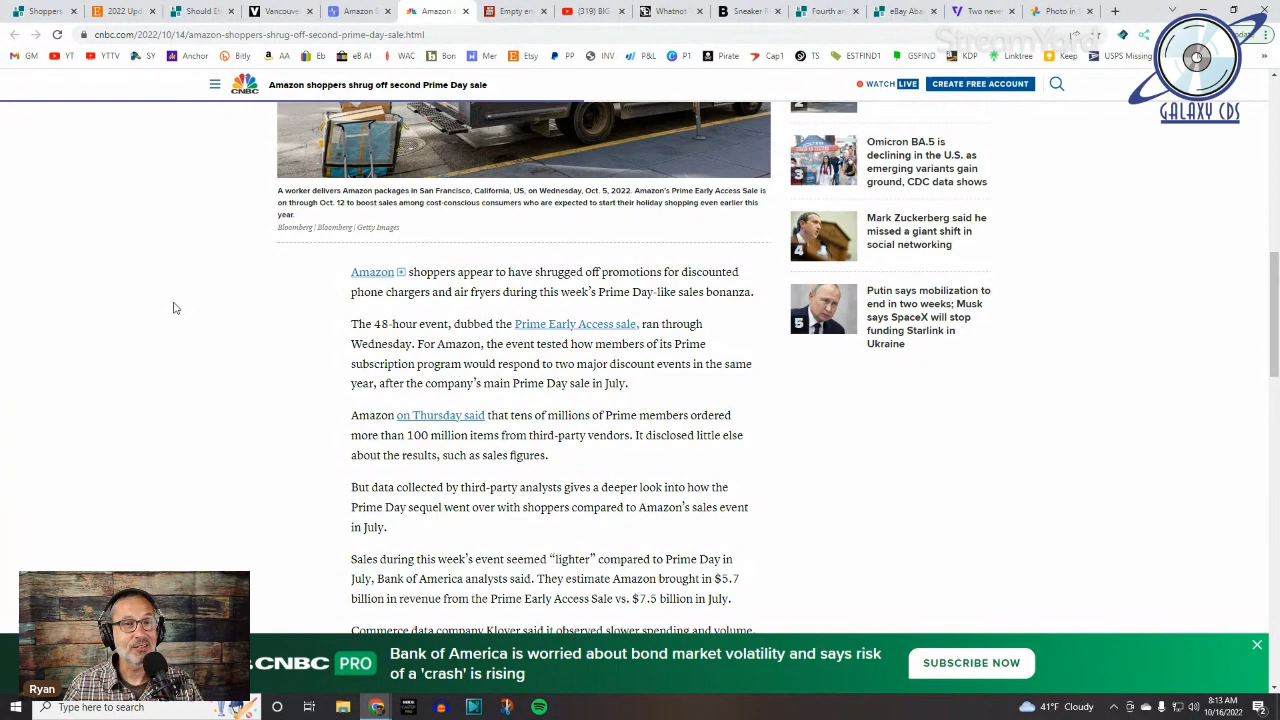 Shoppers
2022 Upd
Should Et
Voovoo
Amazon s
Empty en
(319) BIG
Whatnot
Sneaker R
Fourth an
eBay Abov
Two new
Photo in
cnbc.com/2022/10/14/amazon-shoppers-shrug-off-second-prime-day-sale.html
StreamYard
GM
YT
YTTV
SY
Anchor
Bitly
AA
Eb
eB Af
WC
Bon
Mer
Etsy
PP
INV
P&L
P1
Pirate
Cap1
TS
ESTFIND1
GSFIND
KDP
Linktree
Keep
USPS Missing
GALAXY CDS
CNBC
Amazon shoppers shrug off second Prime Day sale
WATCH LIVE
CREATE FREE ACCOUNT
A worker delivers Amazon packages in San Francisco, California, US, on Wednesday, Oct. 5, 2022. Amazon's Prime Early Access Sale is
on through Oct. 12 to boost sales among cost-conscious consumers who are expected to start their holiday shopping even earlier this
year.
Bloomberg | Bloomberg | Getty Images
Amazon shoppers appear to have shrugged off promotions for discounted
phone chargers and air fryers during this week's Prime Day-like sales bonanza.
The 48-hour event, dubbed the Prime Early Access sale, ran through
Wednesday. For Amazon, the event tested how members of its Prime
subscription program would respond to two major discount events in the same
year, after the company's main Prime Day sale in July.
Amazon on Thursday said that tens of millions of Prime members ordered
more than 100 million items from third-party vendors. It disclosed little else
about the results, such as sales figures.
But data collected by third-party analysts gives a deeper look into how the
Prime Day sequel went over with shoppers compared to Amazon's sales event
in July.
Sales during this week's event seemed “lighter” compared to Prime Day in
July, Bank of America analysts said. They estimate Amazon brought in $5.7
billion in revenue from the Prime Early Access Sale vs. $7.5 billion in July.
Commerce data company Klover said it observed slower spending and volume
2
3
Omicron BA.5 is
declining in the U.S. as
emerging variants gain
ground, CDC data shows
4
Mark Zuckerberg said he
missed a giant shift in
social networking
5
Putin says mobilization to
end in two weeks; Musk
says SpaceX will stop
funding Starlink in
Ukraine
CNBC PRO
Bank of America is worried about bond market volatility and says risk
of a 'crash' is rising
SUBSCRIBE NOW
Ryan
Type here to search
41°F Cloudy
8:13 AM
10/16/2022
2